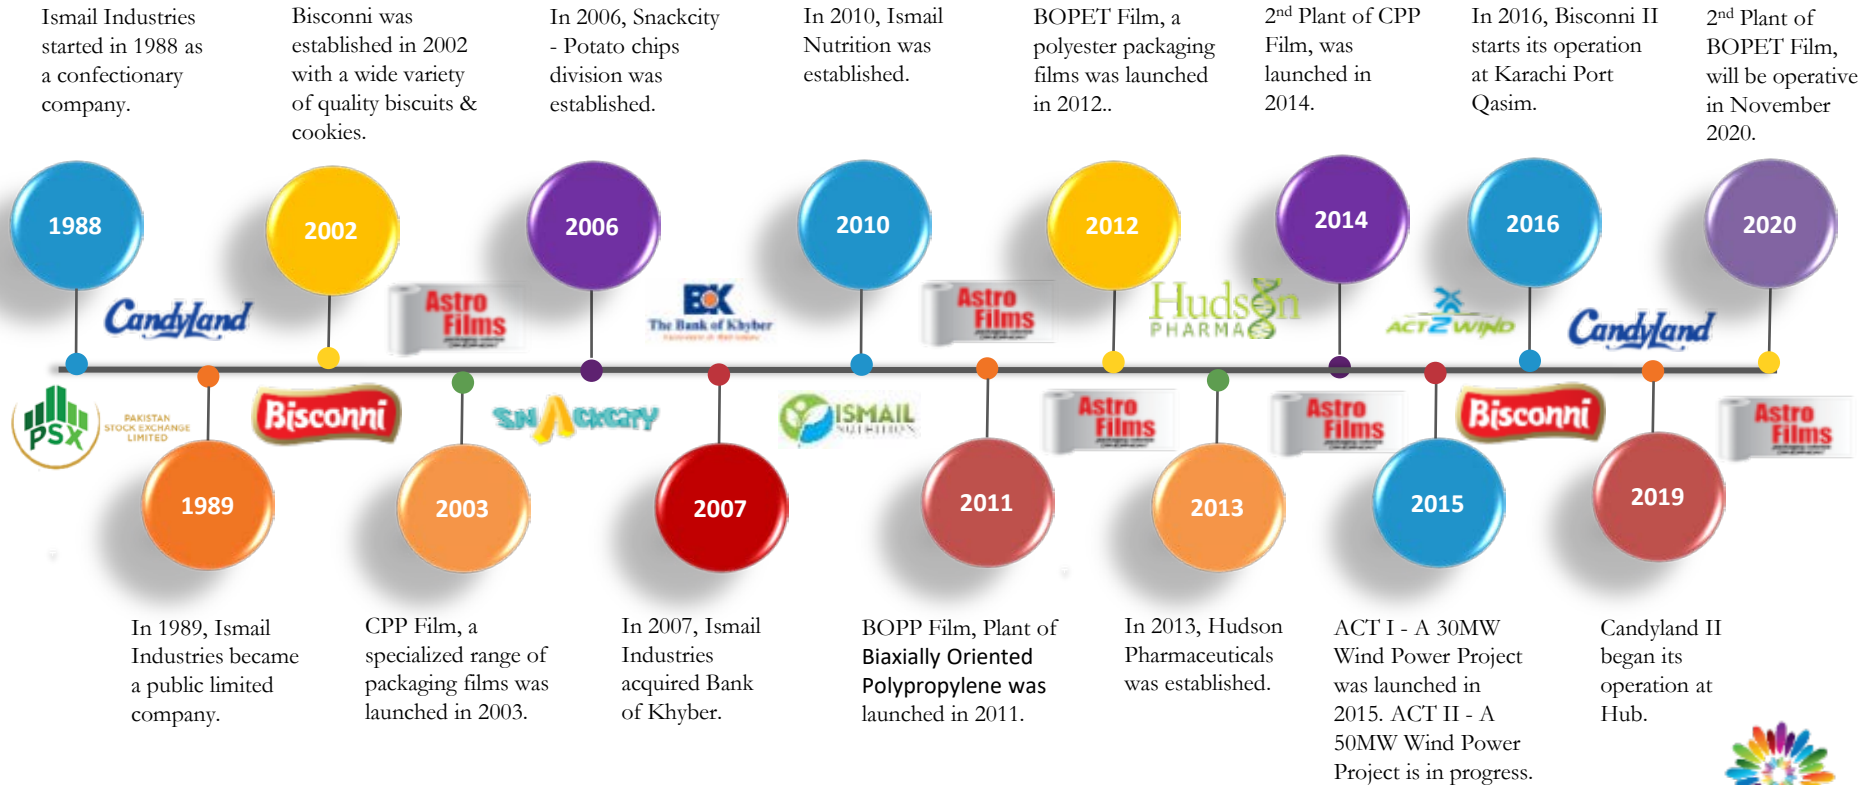 Ismail Industries
started in 1988 as
a confectionary
company.
Bisconni was
established in 2002
with a wide variety
of quality biscuits &
cookies.
In 2006, Snackcity
- Potato chips
division was
established.
In 2010, Ismail
Nutrition was
established.
BOPET Film, a
polyester packaging
films was launched
in 2012..
2nd Plant of CPP
Film, was
launched in
2014.
In 2016, Bisconni II
starts its operation
at Karachi Port
Qasim.
2nd Plant of
BOPET Film,
will be operative
in November
2020.
1988
2002
2006
2010
2012
2014
2016
2020
Candyland
Astro
Films
BK
The Bank of Khyber
Astro
Films
Hudson
PHARMA
ACT2WIND
Candyland
PSX
PAKISTAN
STOCK EXCHANGE
LIMITED
Bisconni
SNACKCITY
ISMAIL
NUTRITION
Astro
Films
Astro
Films
Bisconni
Astro
Films
1989
2003
2007
2011
2013
2015
2019
In 1989, Ismail
Industries became
a public limited
company.
CPP Film, a
specialized range of
packaging films was
launched in 2003.
In 2007, Ismail
Industries
acquired Bank
of Khyber.
BOPP Film, Plant of
Biaxially Oriented
Polypropylene was
launched in 2011.
In 2013, Hudson
Pharmaceuticals
was established.
ACT I - A 30MW
Wind Power Project
was launched in
2015. ACT II - A
50MW Wind Power
Project is in progress.
Candyland II
began its
operation at
Hub.